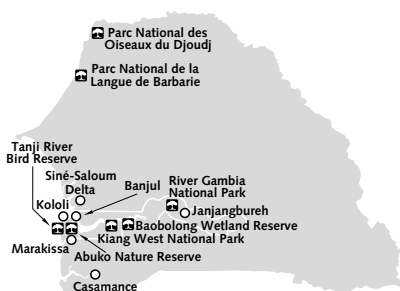 Parc National des
Oiseaux du Djoudj
Parc National de la
Langue de Barbarie
Tanji River
Bird Reserve
Siné-Saloum
Delta
Banjul
River Gambia
National Park
Kololi
Janjangbureh
Baobolong Wetland Reserve
Kiang West National Park
Marakissa
Abuko Nature Reserve
Casamance